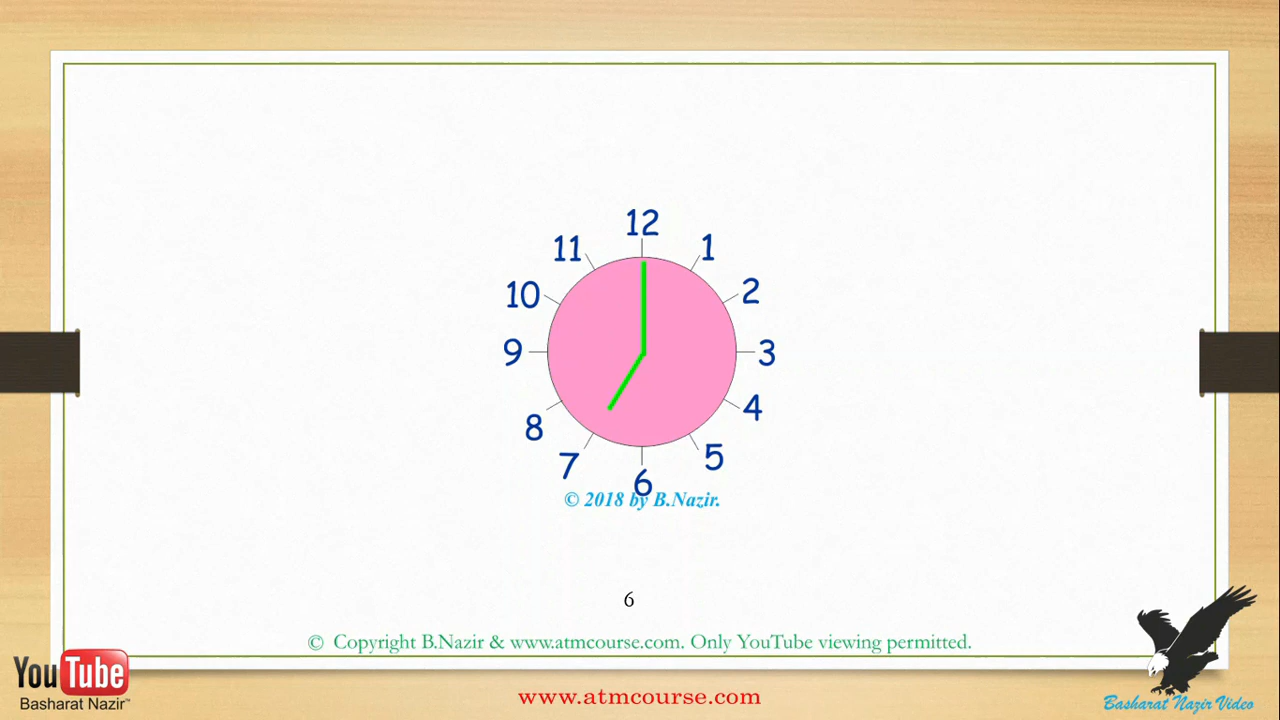 12
11
1
10
2
9
3
8
4
7
5
6
© 2018 by B.Nazir.
6
© Copyright B.Nazir & www.atmcourse.com. Only YouTube viewing permitted.
YouTube
Basharat Nazir™
www.atmcourse.com
Basharat Nazir Video